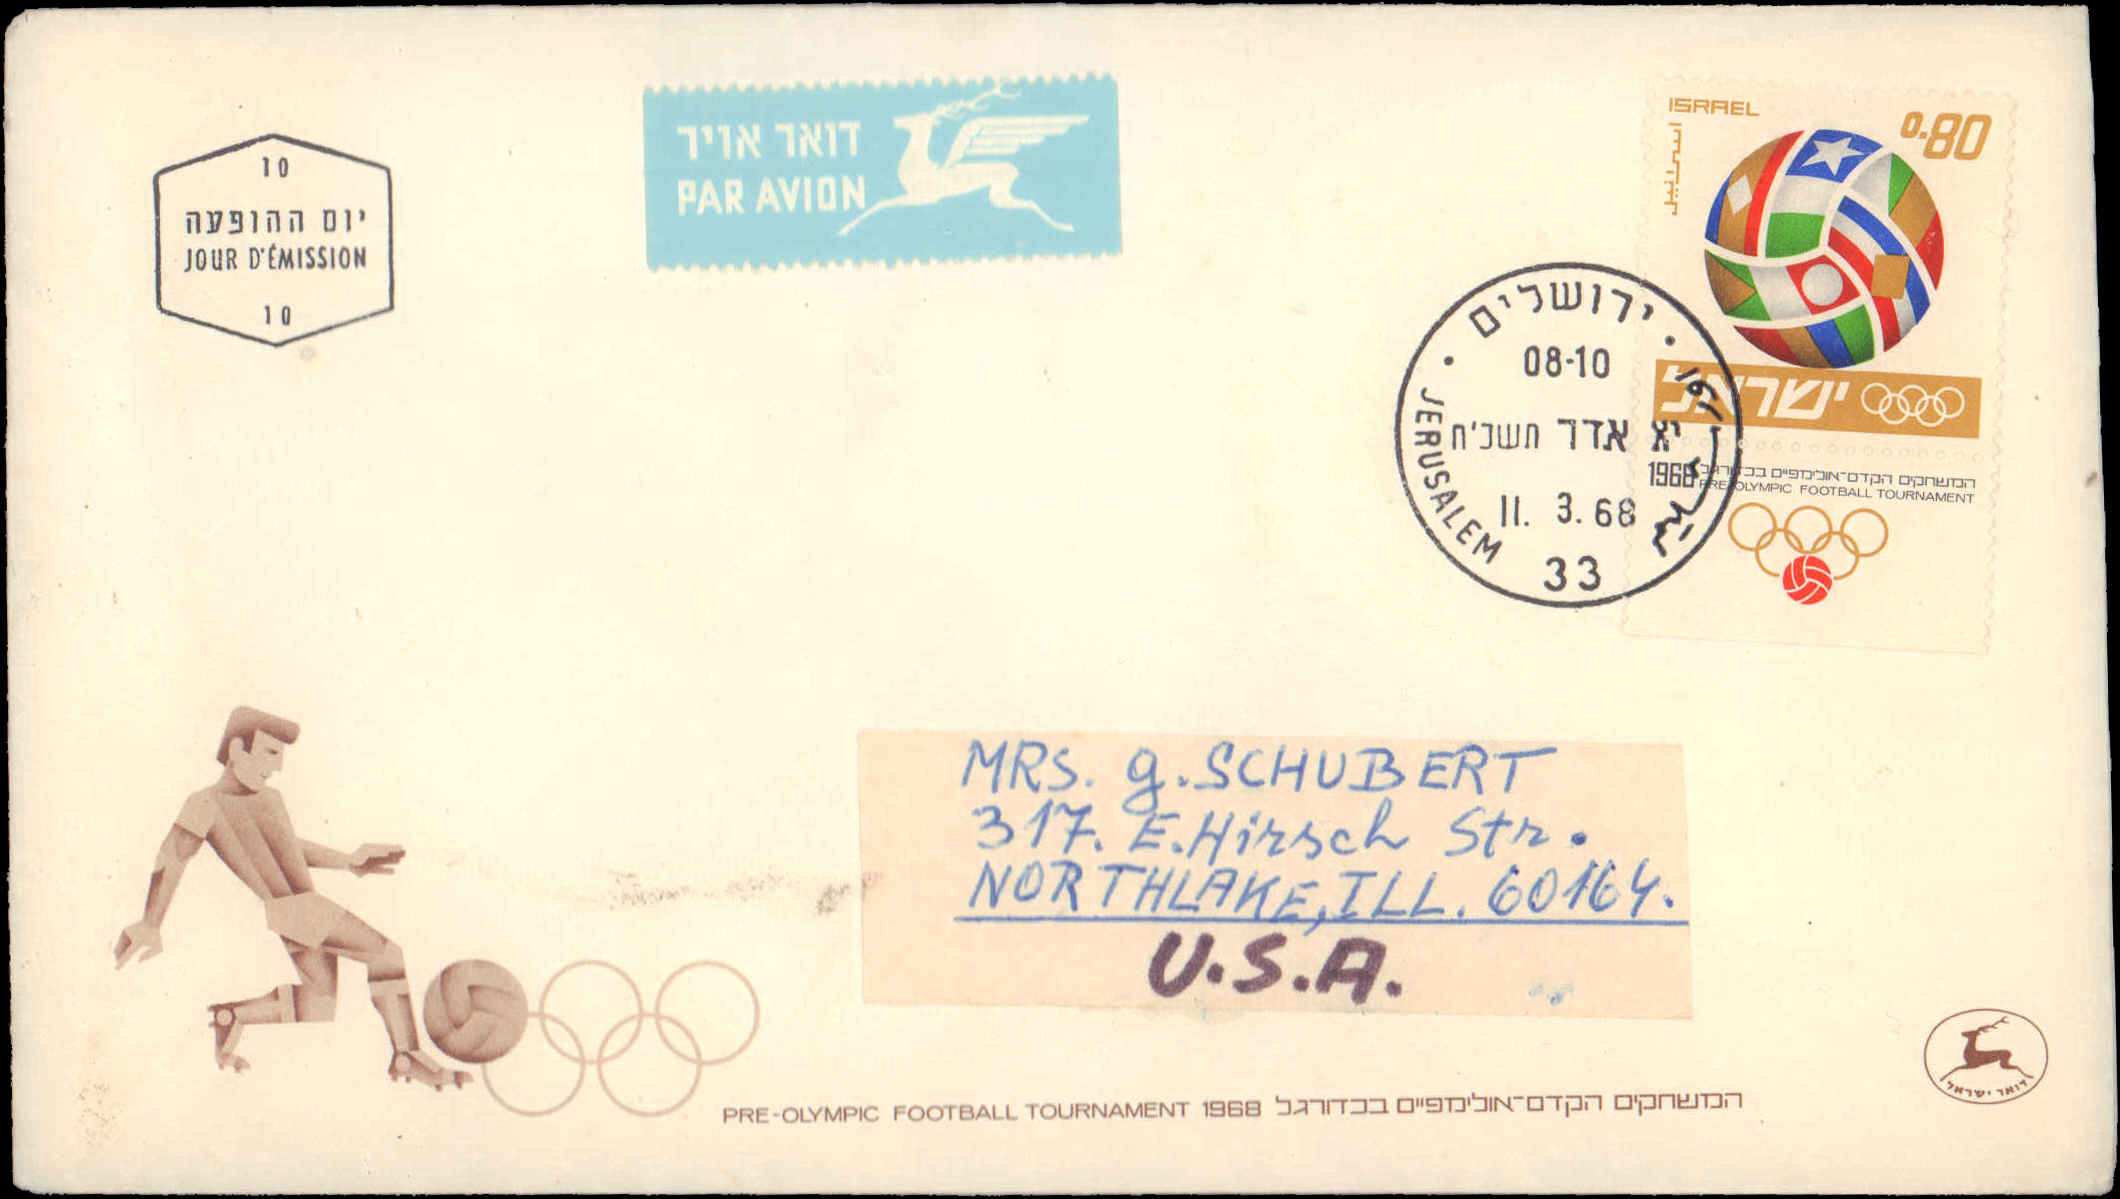 10
יום ההופעה
JOUR D'ÉMISSION
10
דואר אויר
PAR AVION
ISRAEL
0.80
إسرائيل
ישראל
1968 המשחקים הקדם־אולימפיים בכדורגל
PRE-OLYMPIC FOOTBALL TOURNAMENT
ירושלים
08-10
יא אדר תשכ'ח
11. 3. 68
JERUSALEM
33
MRS. g. SCHUBERT
317. E. Hirsch Str.
NORTHLAKE, ILL. 60164.
U.S.A.
PRE-OLYMPIC FOOTBALL TOURNAMENT 1968 המשחקים הקדם־אולימפיים בכדורגל
דואר ישראל